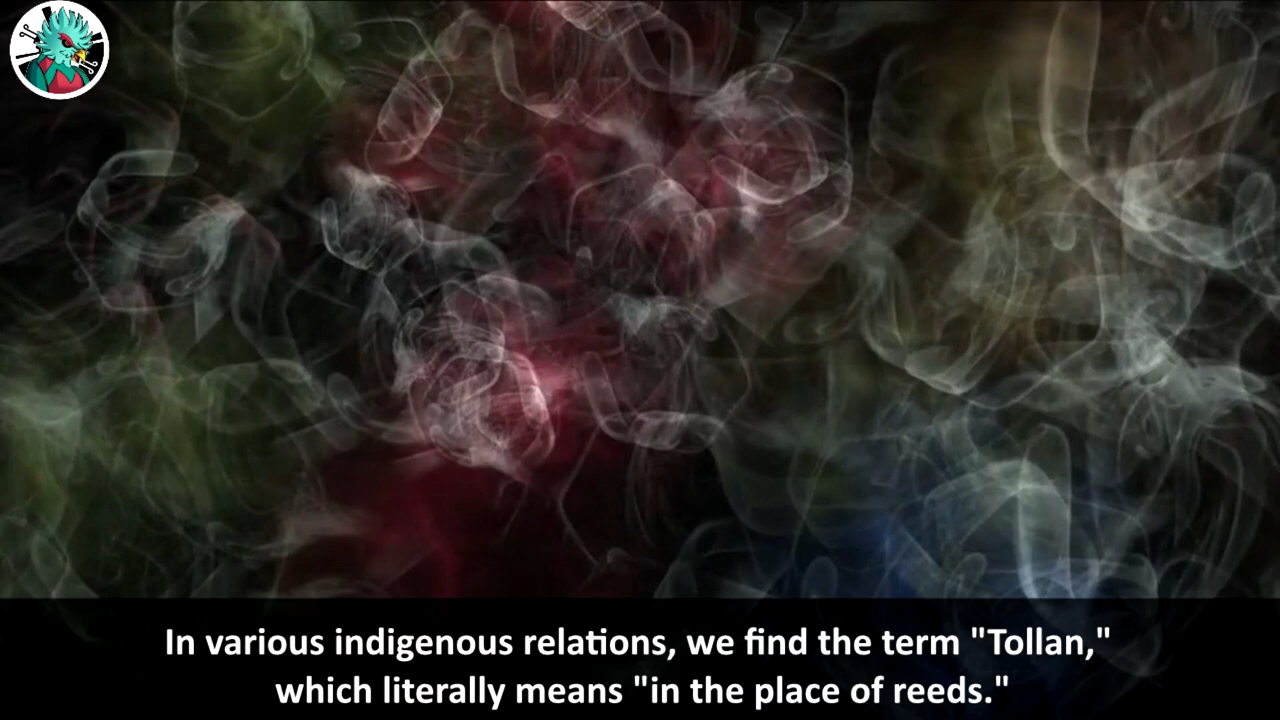 In various indigenous relations, we find the term "Tollan,"
which literally means "in the place of reeds."